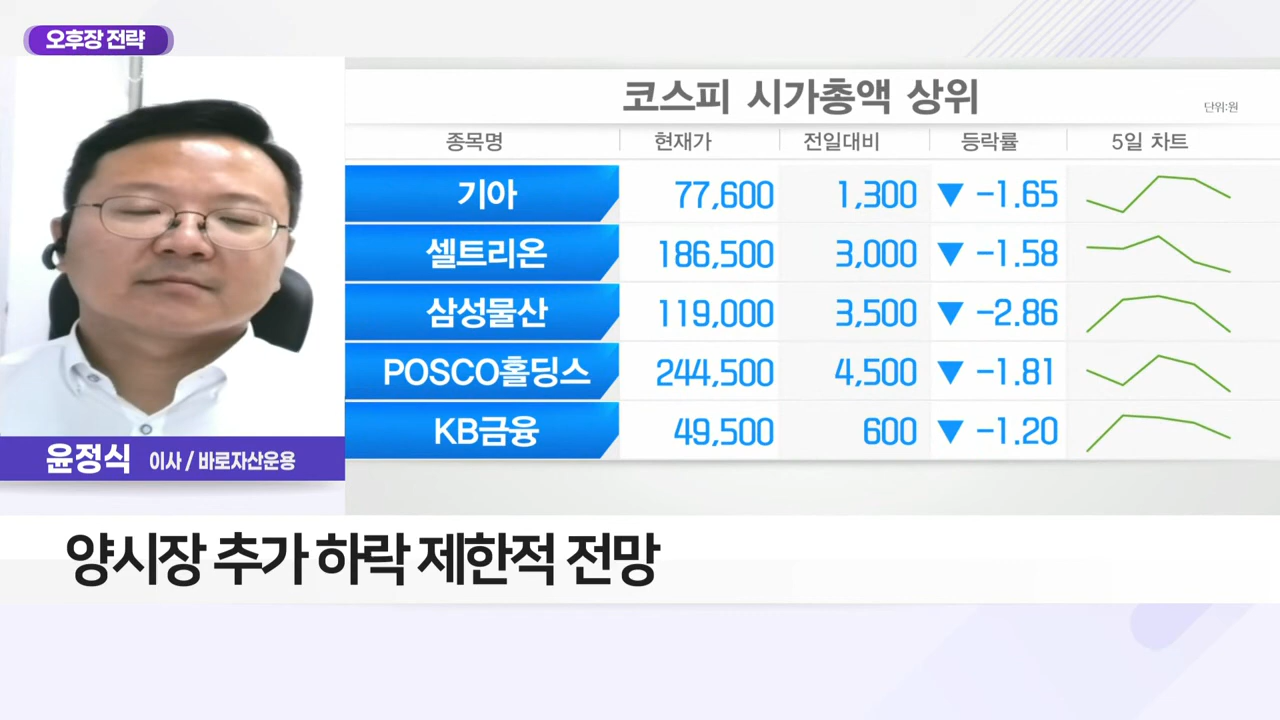 오후장 전략
코스피 시가총액 상위
단위:원
종목명 현재가 전일대비 등락률 5일 차트
기아 77,600 1,300 ▼ -1.65
셀트리온 186,500 3,000 ▼ -1.58
삼성물산 119,000 3,500 ▼ -2.86
POSCO홀딩스 244,500 4,500 ▼ -1.81
KB금융 49,500 600 ▼ -1.20
윤정식 이사 / 바로자산운용
양시장 추가 하락 제한적 전망